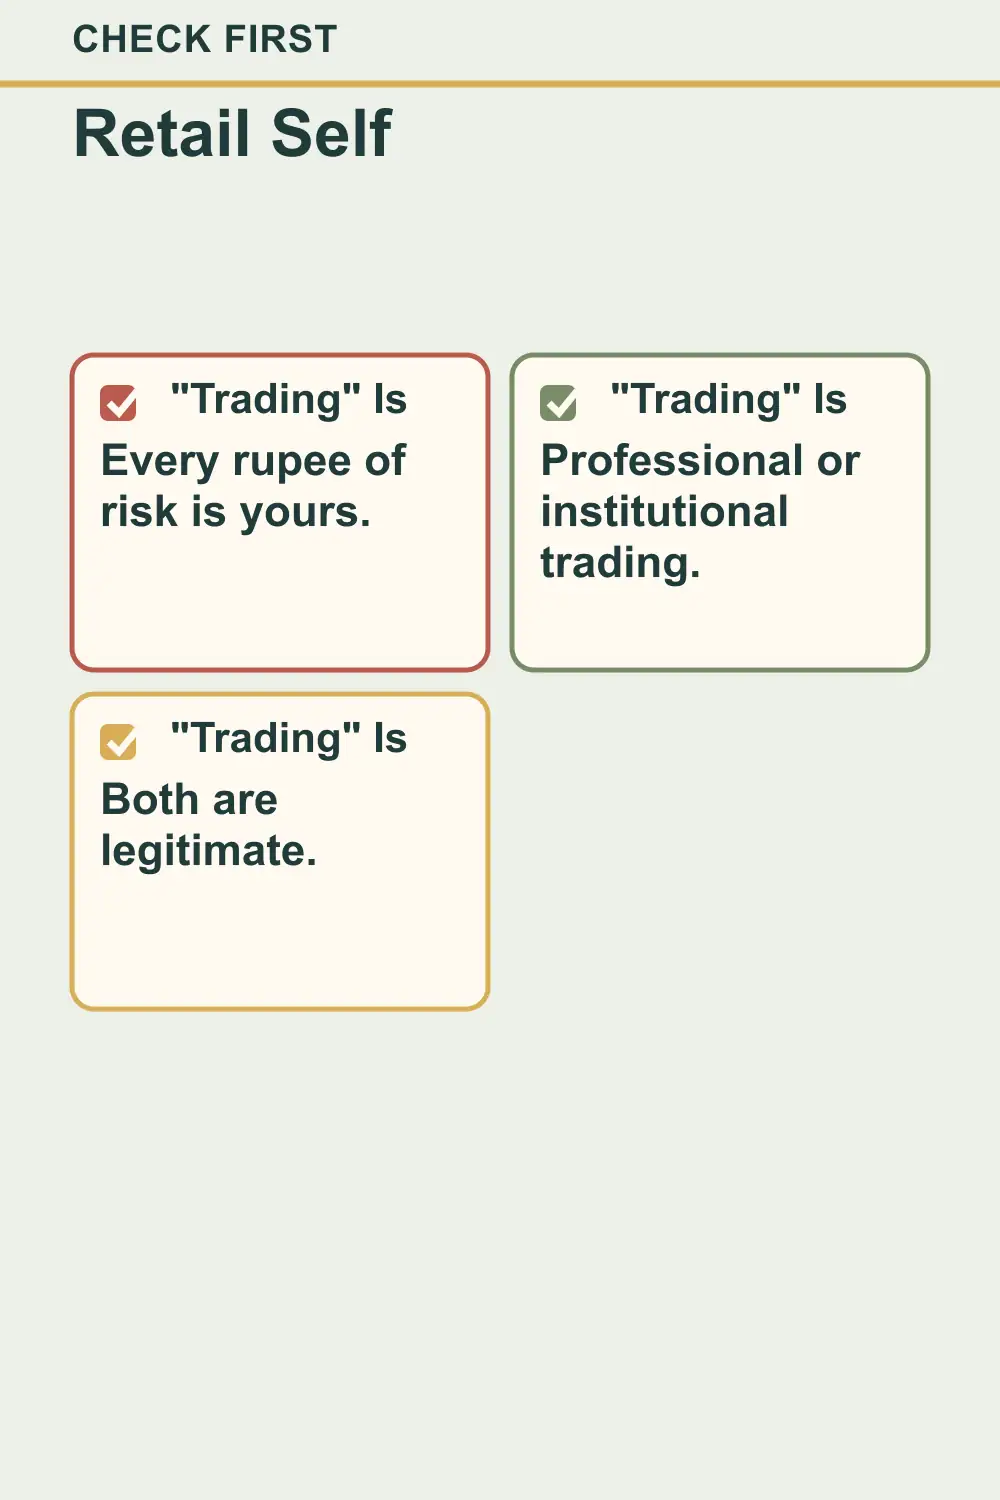 CHECK FIRST
Retail Self
"Trading" Is
Every rupee of
risk is yours.
"Trading" Is
Professional or
institutional
trading.
"Trading" Is
Both are
legitimate.